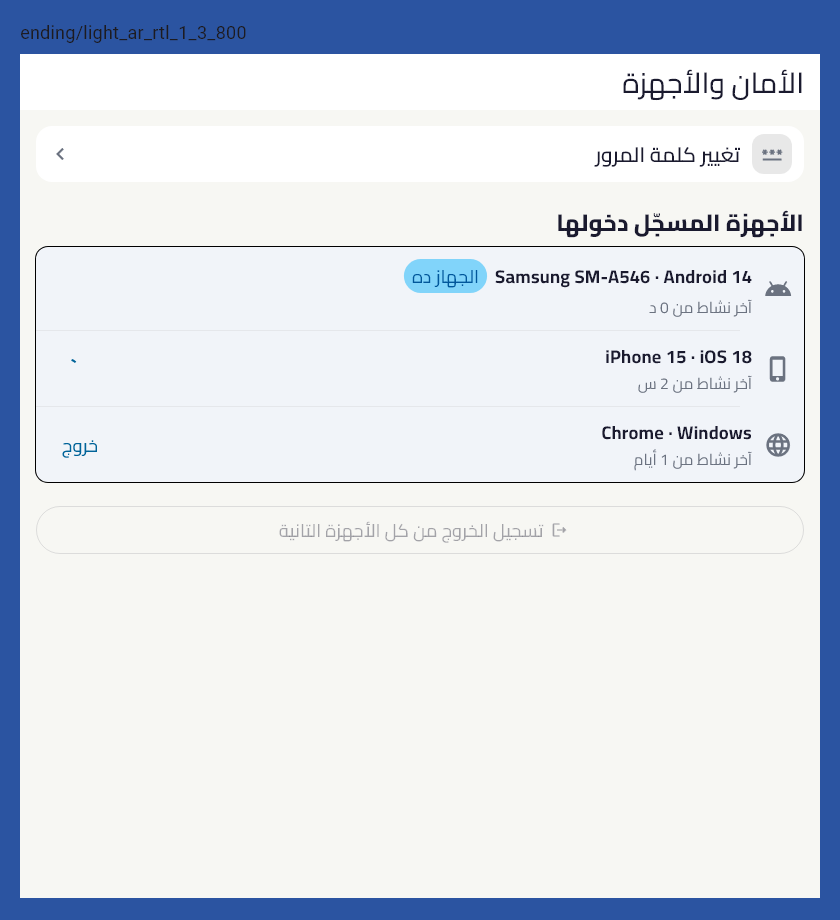 ending/light_ar_rtl_1_3_800
الأمان والأجهزة
تغيير كلمة المرور
الأجهزة المسجّل دخولها
Samsung SM-A546 · Android 14 الجهاز ده
آخر نشاط من 0 د
iPhone 15 · iOS 18
آخر نشاط من 2 س
Chrome · Windows
آخر نشاط من 1 أيام
خروج
تسجيل الخروج من كل الأجهزة التانية